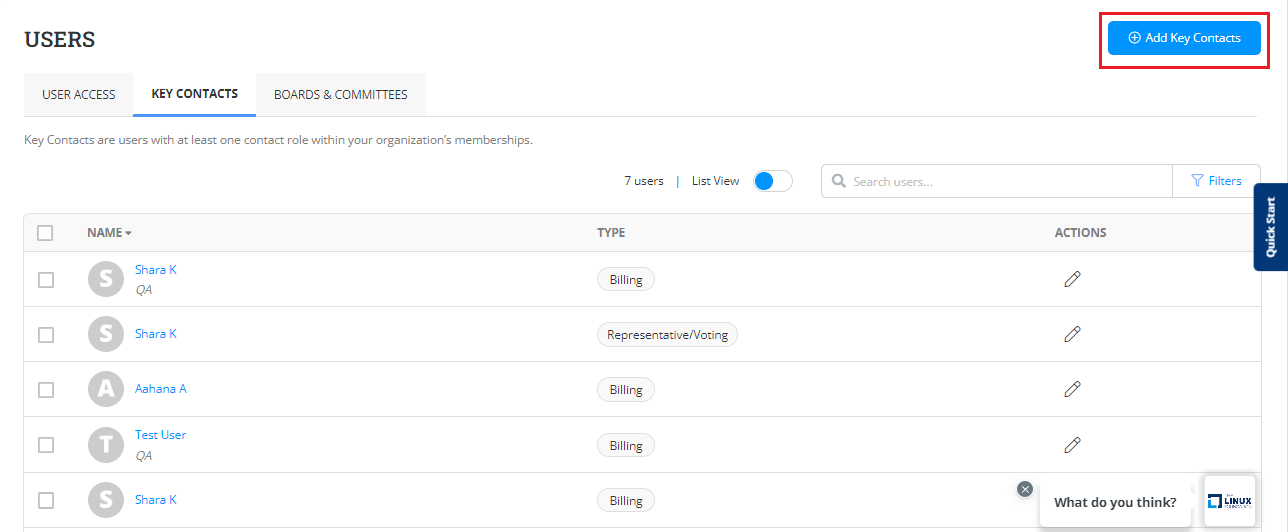 USERS
Add Key Contacts
USER ACCESS
KEY CONTACTS
BOARDS & COMMITTEES
Key Contacts are users with at least one contact role within your organization's memberships.
7 users | List View
Search users...
Filters
Quick Start
NAME TYPE ACTIONS
S Shara K
QA
Billing
S Shara K Representative/Voting
A Aahana A Billing
T Test User
QA
Billing
S Shara K Billing
What do you think?
THE
LINUX
FOUNDATION